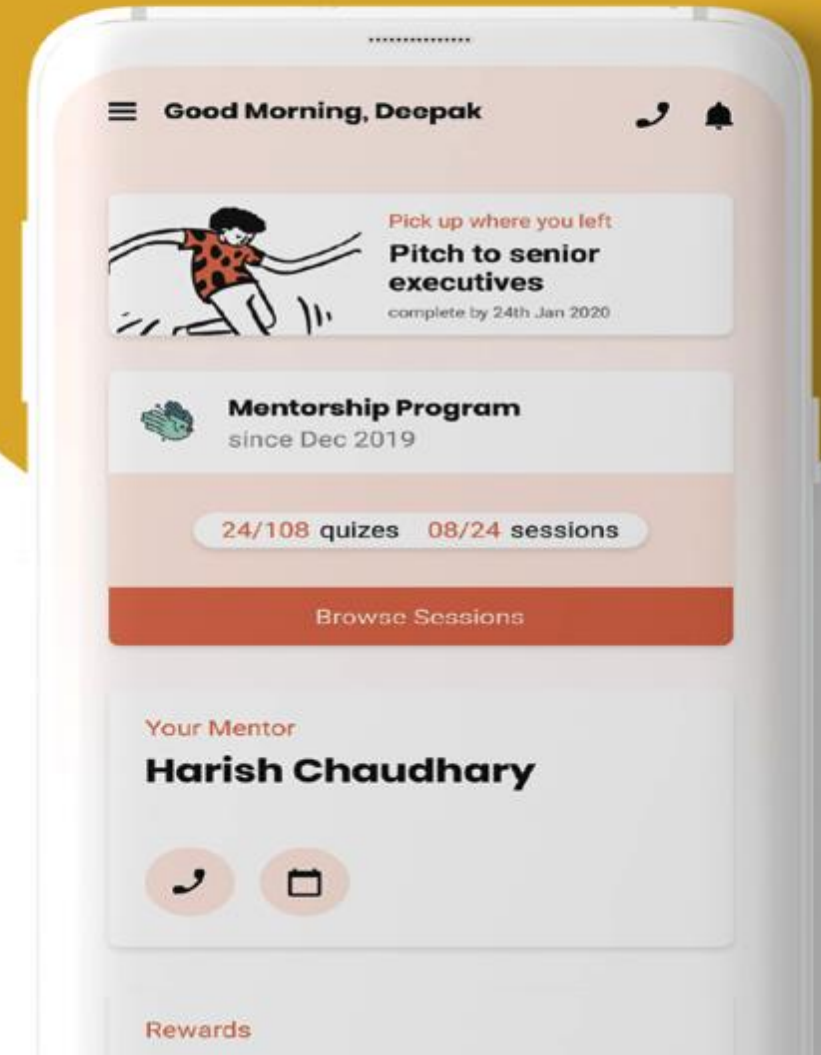 Good Morning, Deepak
Pick up where you left
Pitch to senior
executives
complete by 24th Jan 2020
Mentorship Program
since Dec 2019
24/108 quizes 08/24 sessions
Browse Sessions
Your Mentor
Harish Chaudhary
Rewards